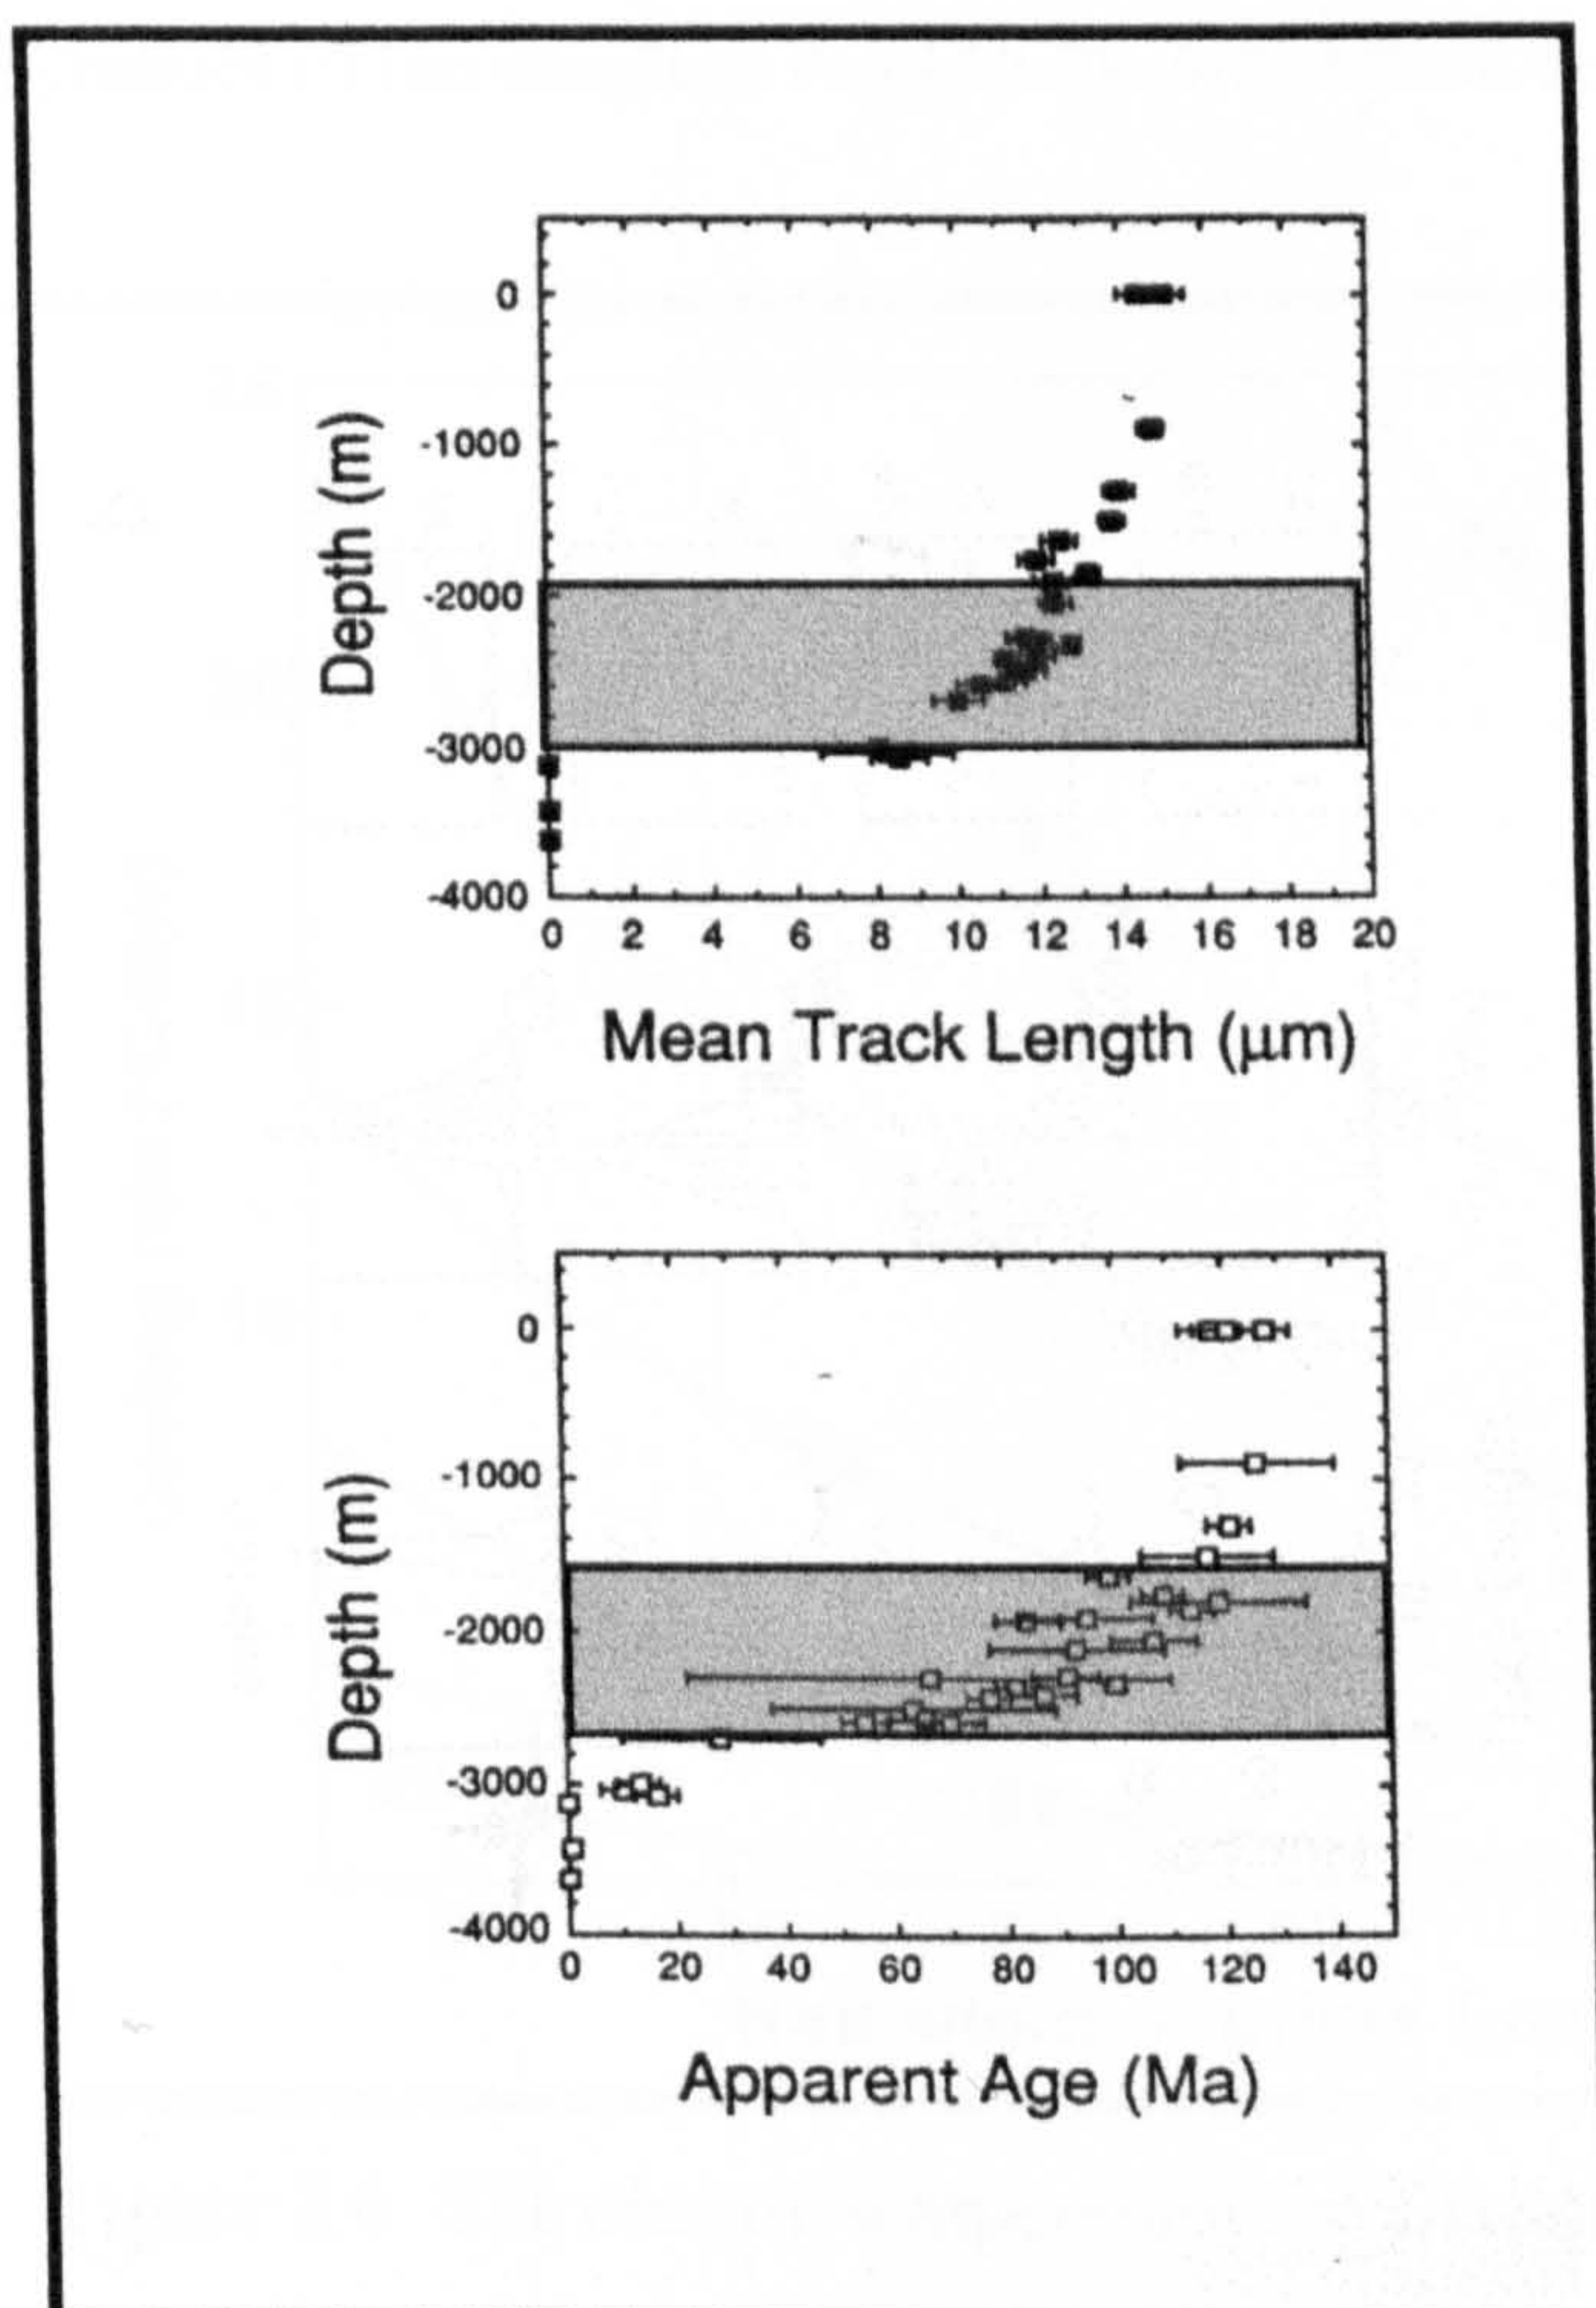 0
-1000
-2000
-3000
-4000
Depth (m)
0 2 4 6 8 10 12 14 16 18 20
Mean Track Length (μm)
0
-1000
-2000
-3000
-4000
Depth (m)
0 20 40 60 80 100 120 140
Apparent Age (Ma)